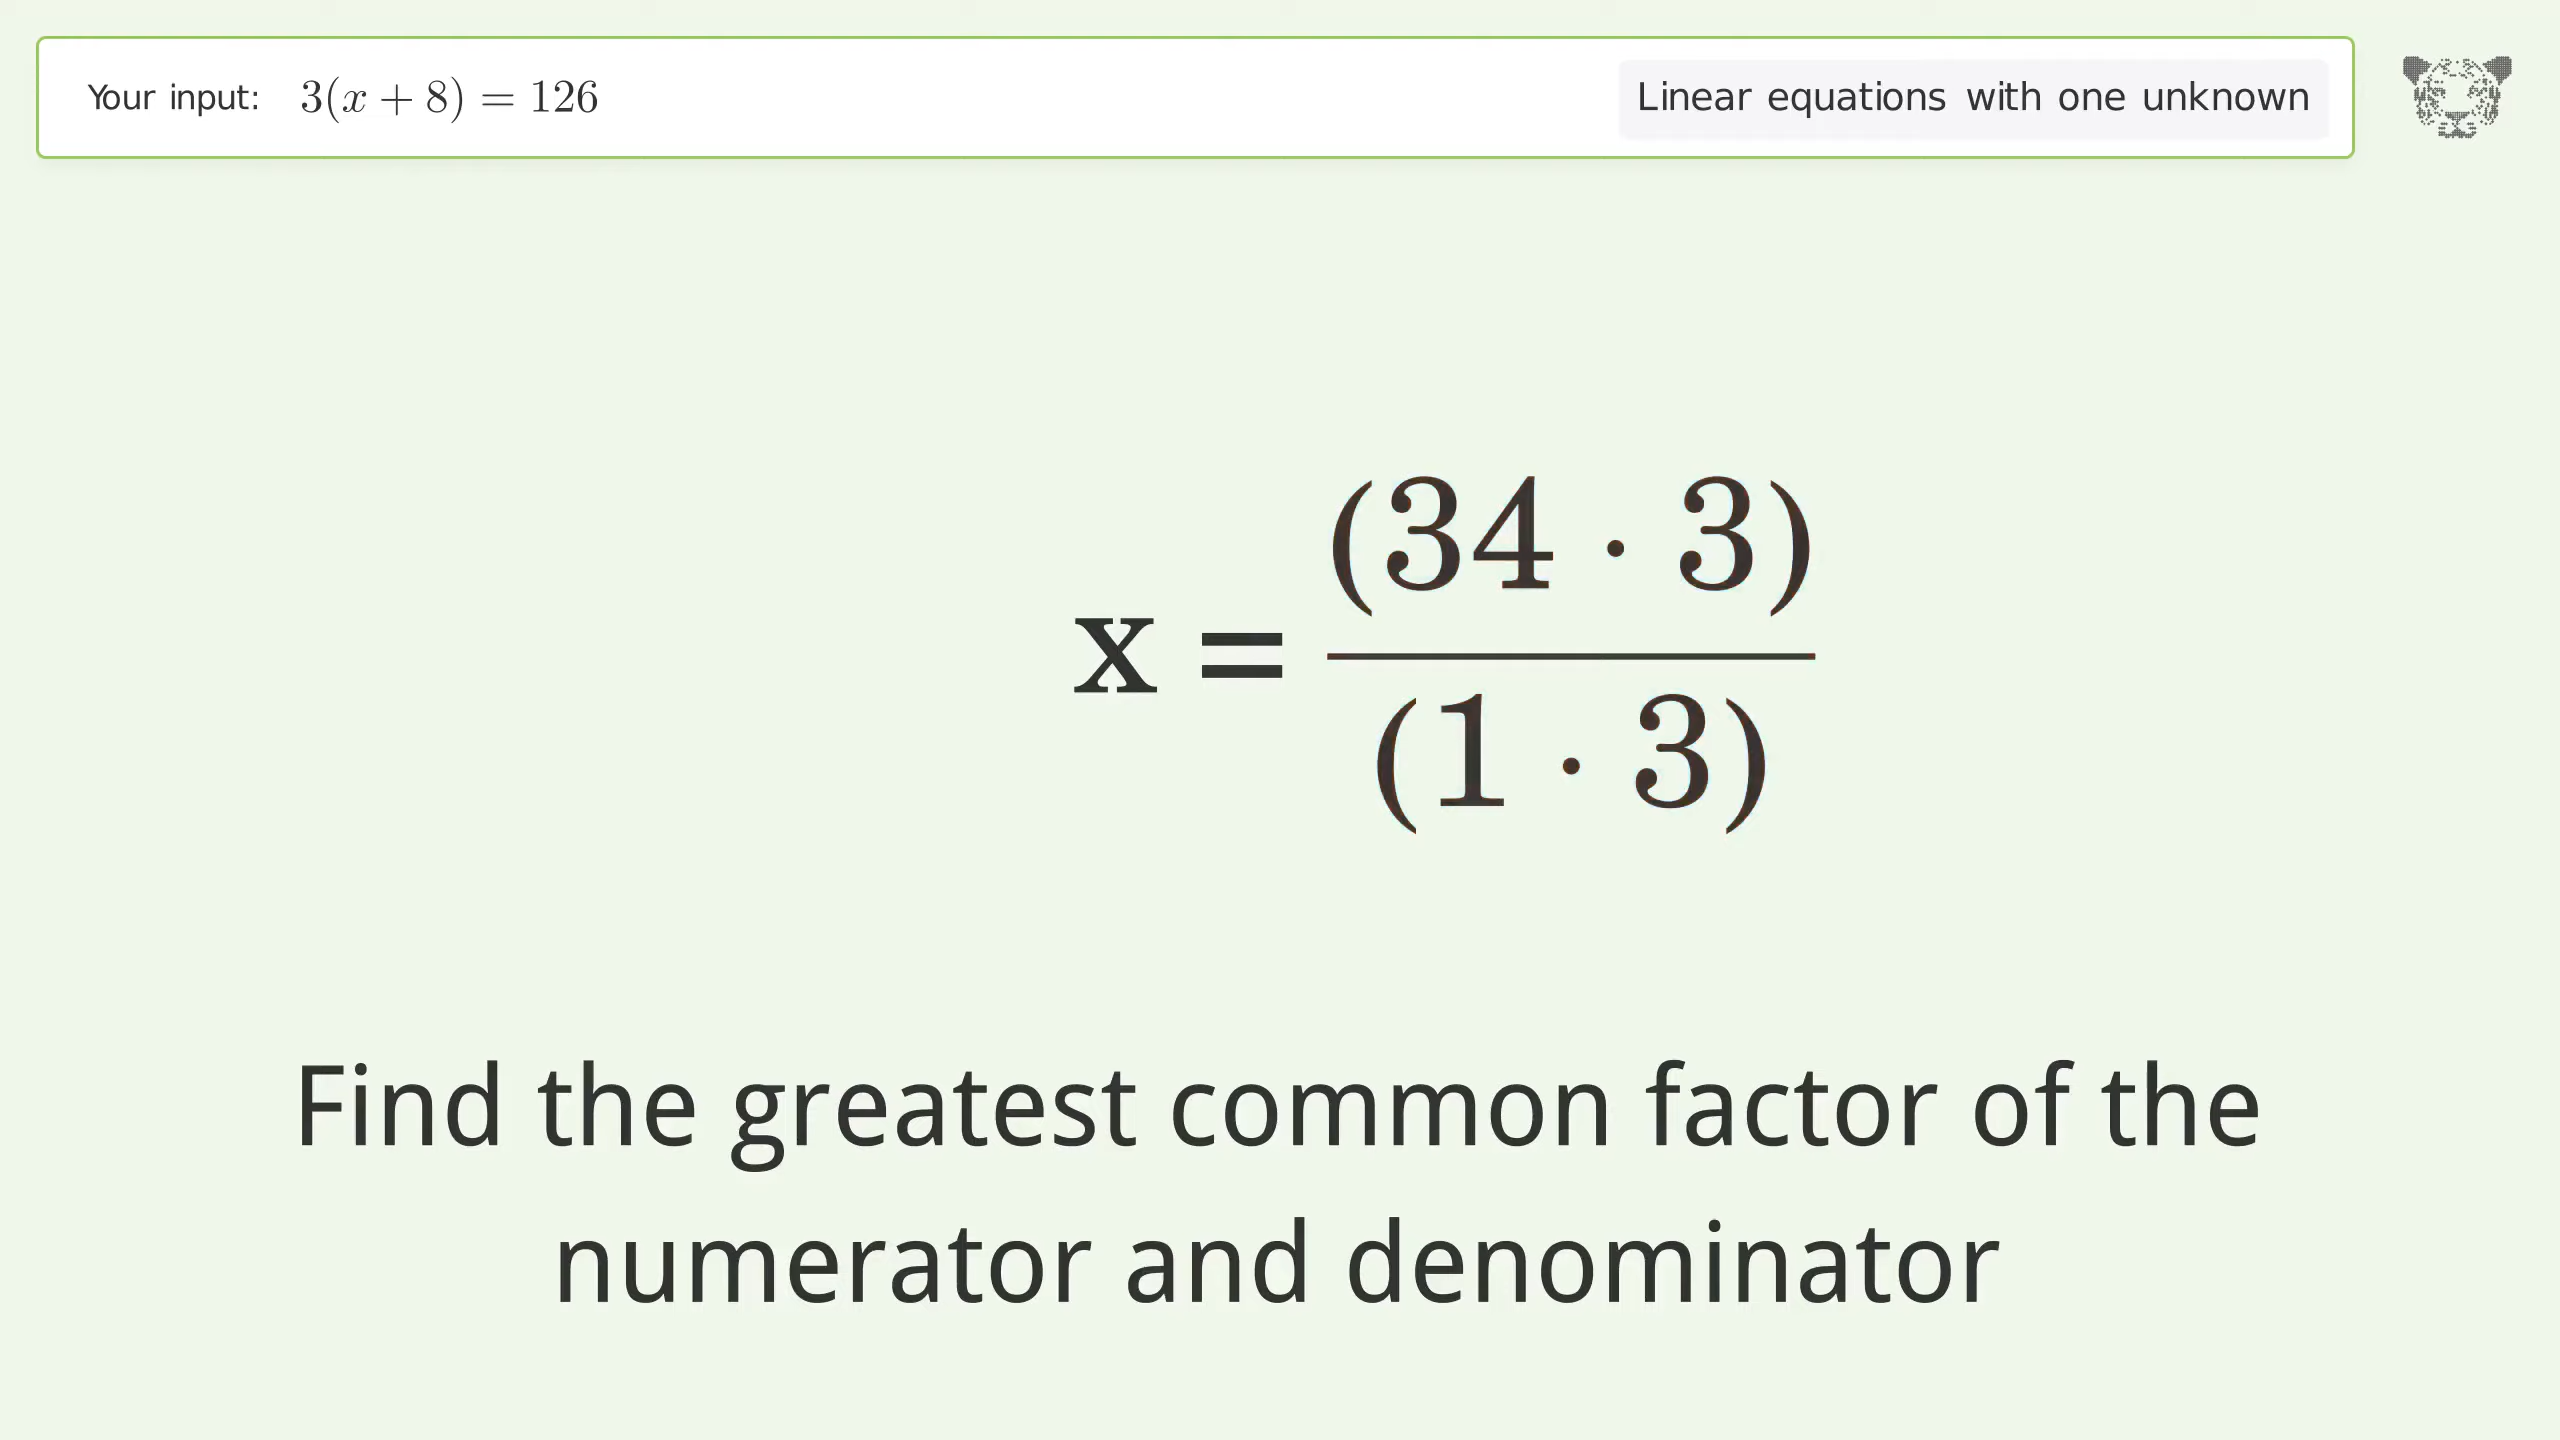 Your input: 3(x + 8) = 126
Linear equations with one unknown
x = (34 · 3) / (1 · 3)
Find the greatest common factor of the
numerator and denominator